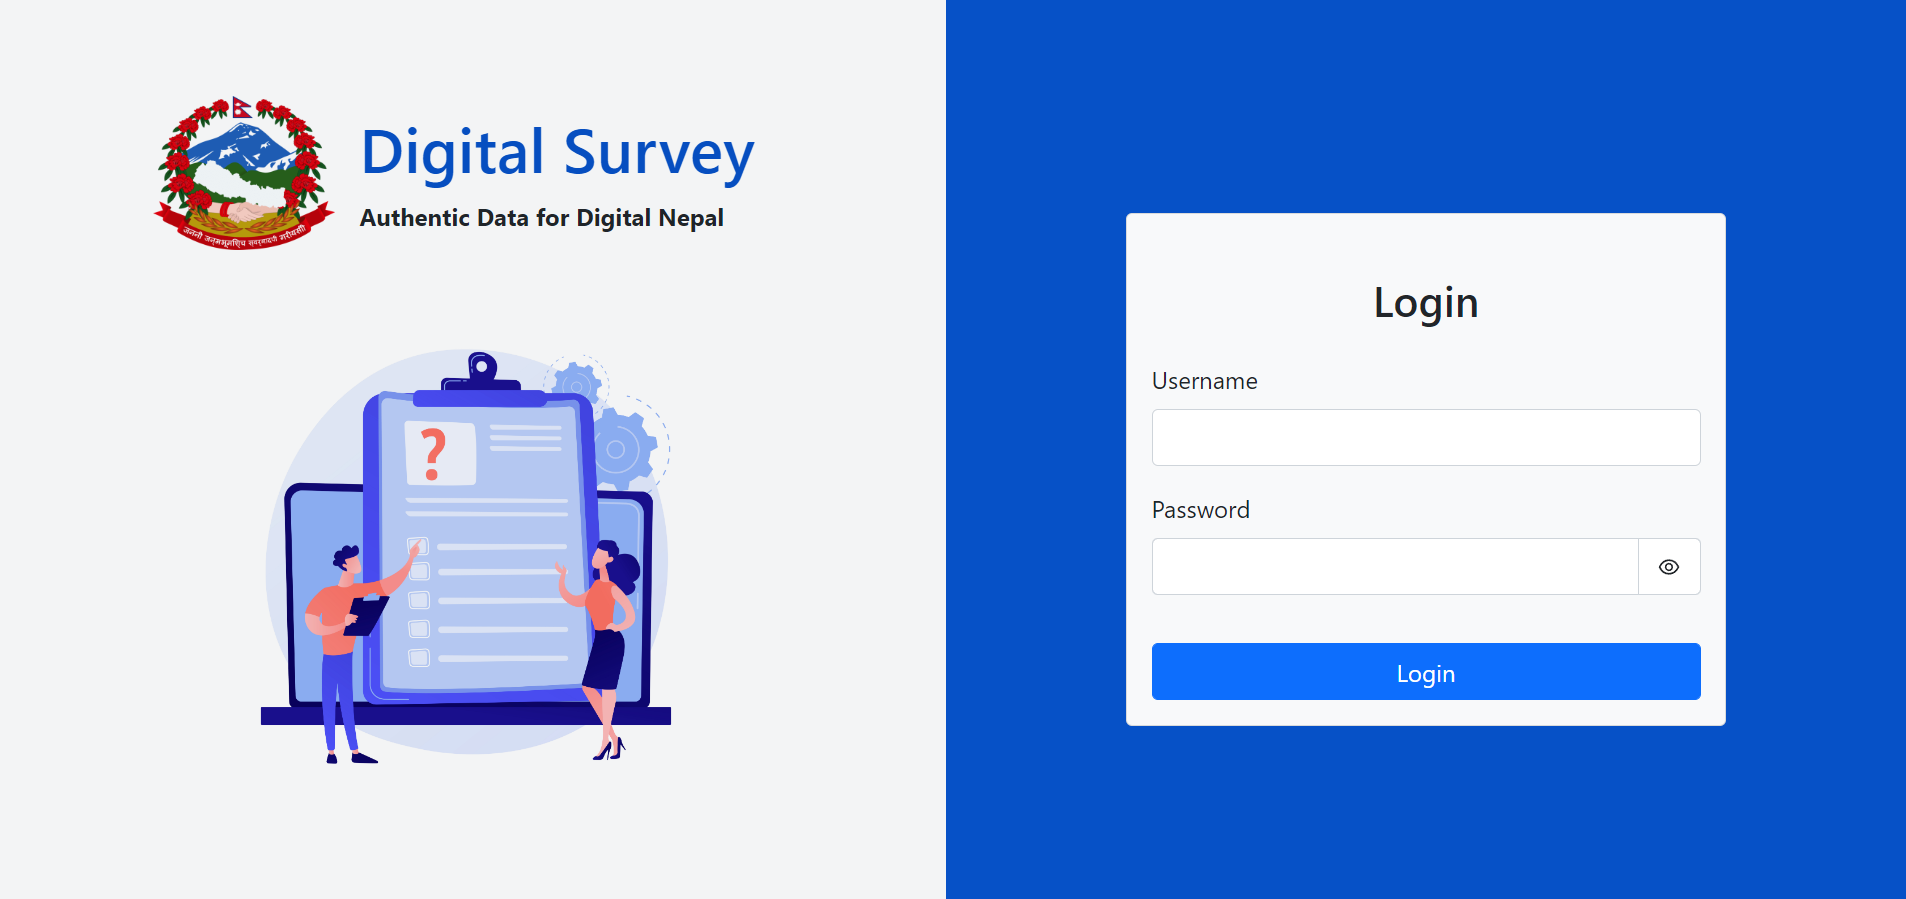 Digital Survey
Authentic Data for Digital Nepal
जननी जन्मभूमिश्च स्वर्गादपी गरीयसी
?
Login
Username
Password
Login